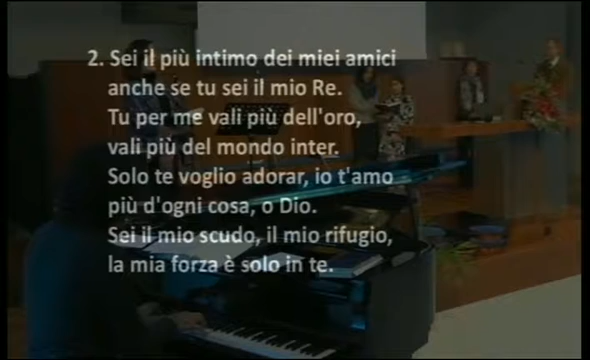 2. Sei il più intimo dei miei amici
anche se tu sei il mio Re.
Tu per me vali più dell'oro,
vali più del mondo inter.
Solo te voglio adorar, io t'amo
più d'ogni cosa, o Dio.
Sei il mio scudo, il mio rifugio,
la mia forza è solo in te.